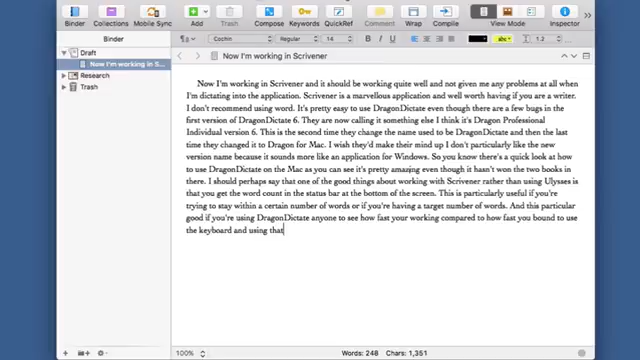 Binder Collections Mobile Sync Add Trash Compose Keywords QuickRef Comment Wrap Compile View Mode Inspector
Binder
Cochin Regular 14 B I U abc 1.2
Draft
Now I'm working in S...
Research
Trash
Now I'm working in Scrivener
Now I'm working in Scrivener and it should be working quite well and not given me any problems at all when
I'm dictating into the application. Scrivener is a marvellous application and well worth having if you are a writer.
I don't recommend using word. It's pretty easy to use DragonDictate even though there are a few bugs in the
first version of DragonDictate 6. They are now calling it something else I think it's Dragon Professional
Individual version 6. This is the second time they change the name used to be DragonDictate and then the last
time they changed it to Dragon for Mac. I wish they'd make their mind up I don't particularly like the new
version name because it sounds more like an application for Windows. So you know there's a quick look at how
to use DragonDictate on the Mac as you can see it's pretty amazing even though it hasn't won the two books in
there. I should perhaps say that one of the good things about working with Scrivener rather than using Ulysses is
that you get the word count in the status bar at the bottom of the screen. This is particularly useful if you're
trying to stay within a certain number of words or if you're having a target number of words. And this particular
good if you're using DragonDictate anyone to see how fast your working compared to how fast you bound to use
the keyboard and using that
100% Words: 248 Chars: 1,351